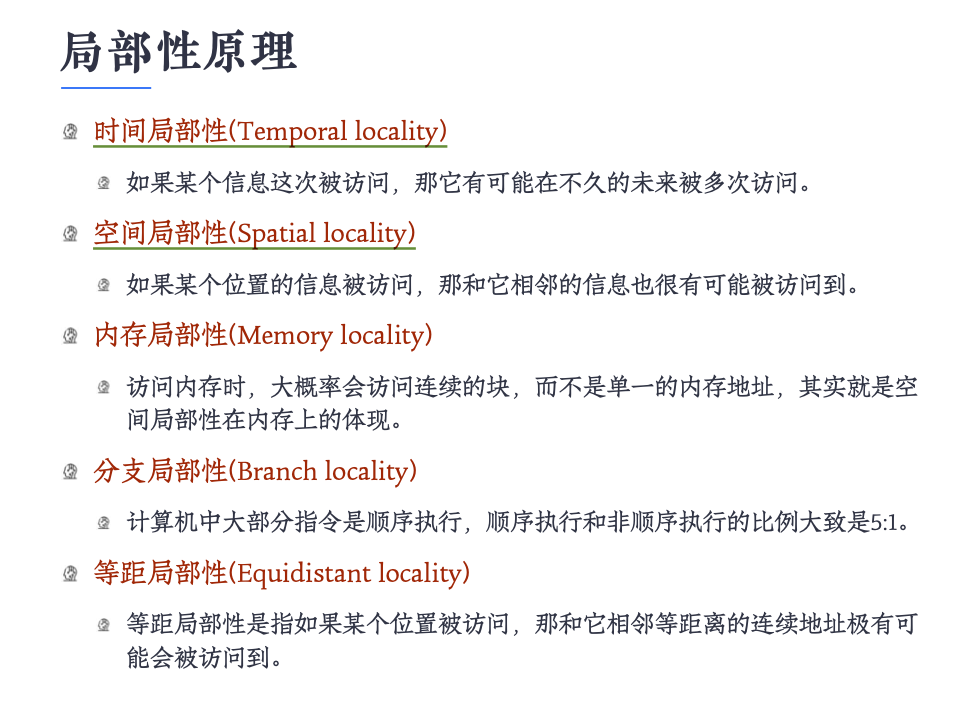 局部性原理
时间局部性(Temporal locality)
如果某个信息这次被访问，那它有可能在不久的未来被多次访问。
空间局部性(Spatial locality)
如果某个位置的信息被访问，那和它相邻的信息也很有可能被访问到。
内存局部性(Memory locality)
访问内存时，大概率会访问连续的块，而不是单一的内存地址，其实就是空
间局部性在内存上的体现。
分支局部性(Branch locality)
计算机中大部分指令是顺序执行，顺序执行和非顺序执行的比例大致是5:1。
等距局部性(Equidistant locality)
等距局部性是指如果某个位置被访问，那和它相邻等距离的连续地址极有可
能会被访问到。